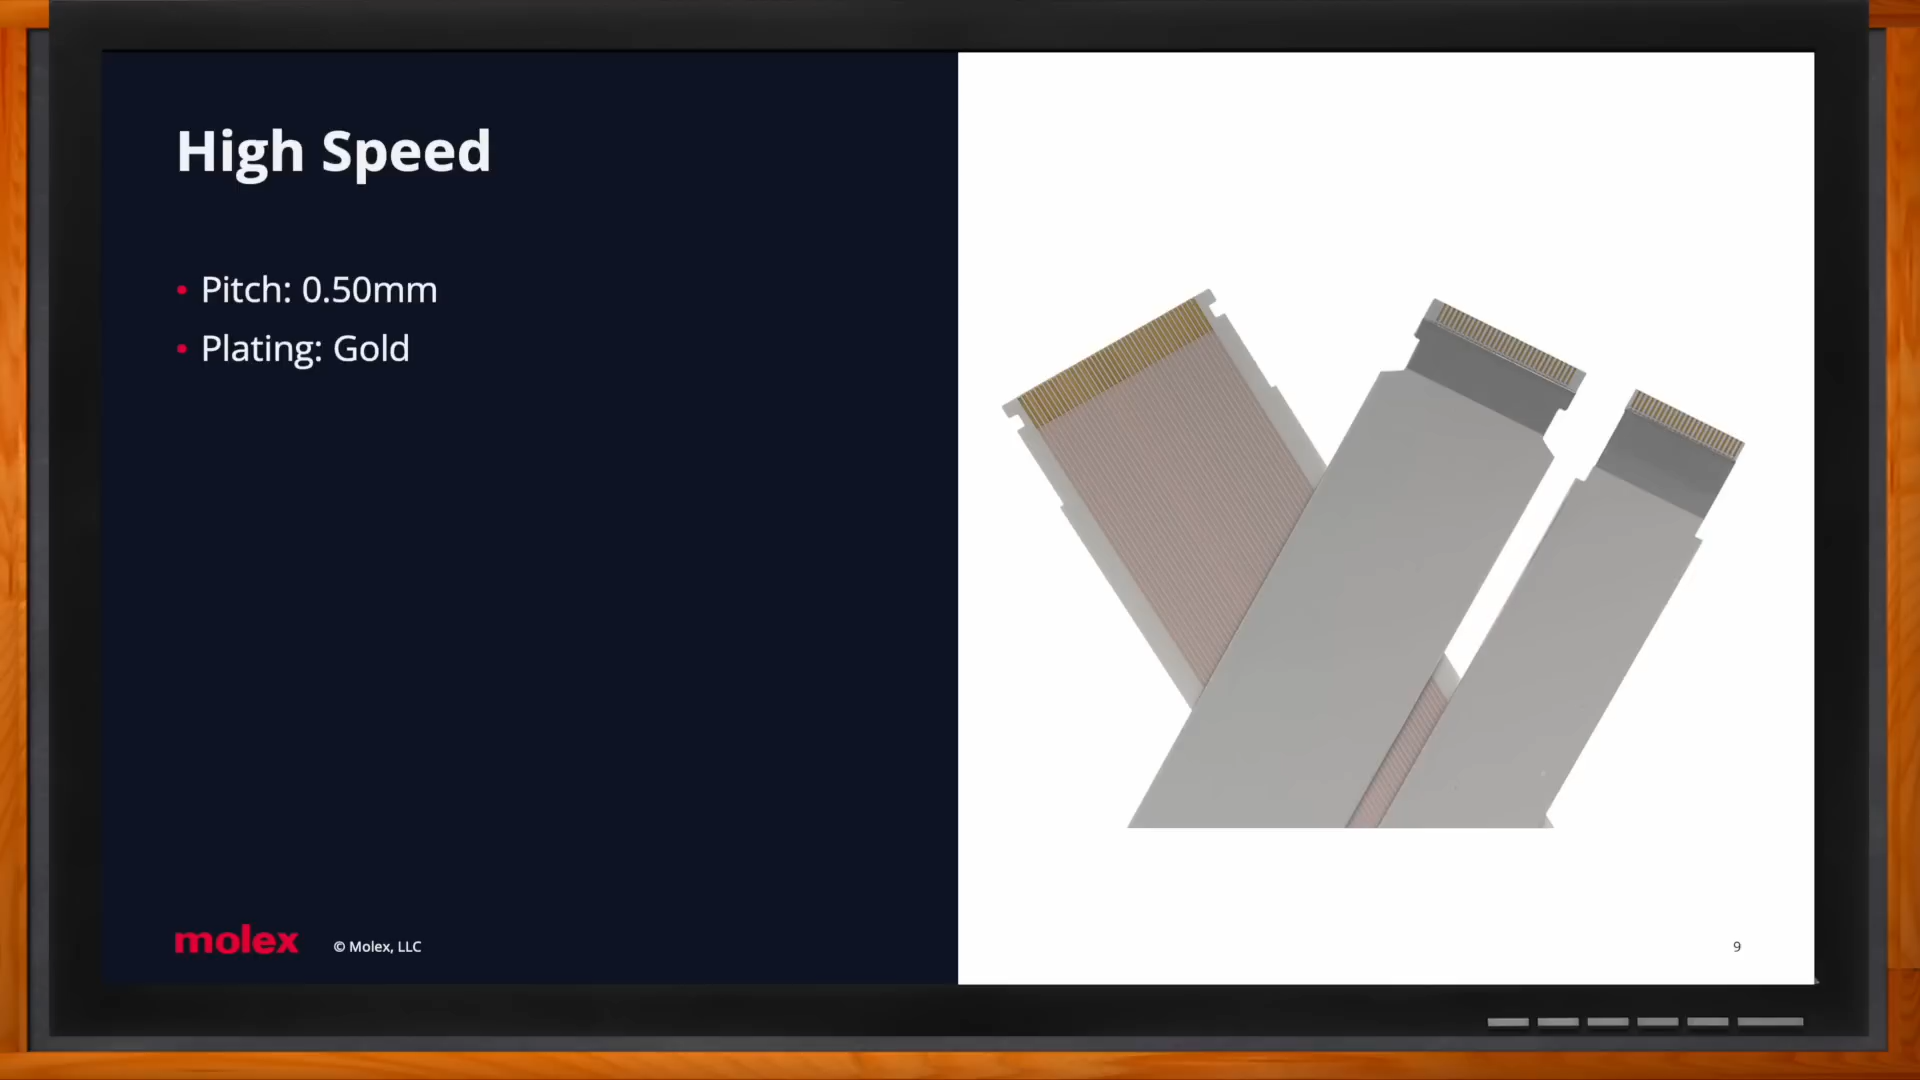 High Speed
• Pitch: 0.50mm
• Plating: Gold
molex
© Molex, LLC
9